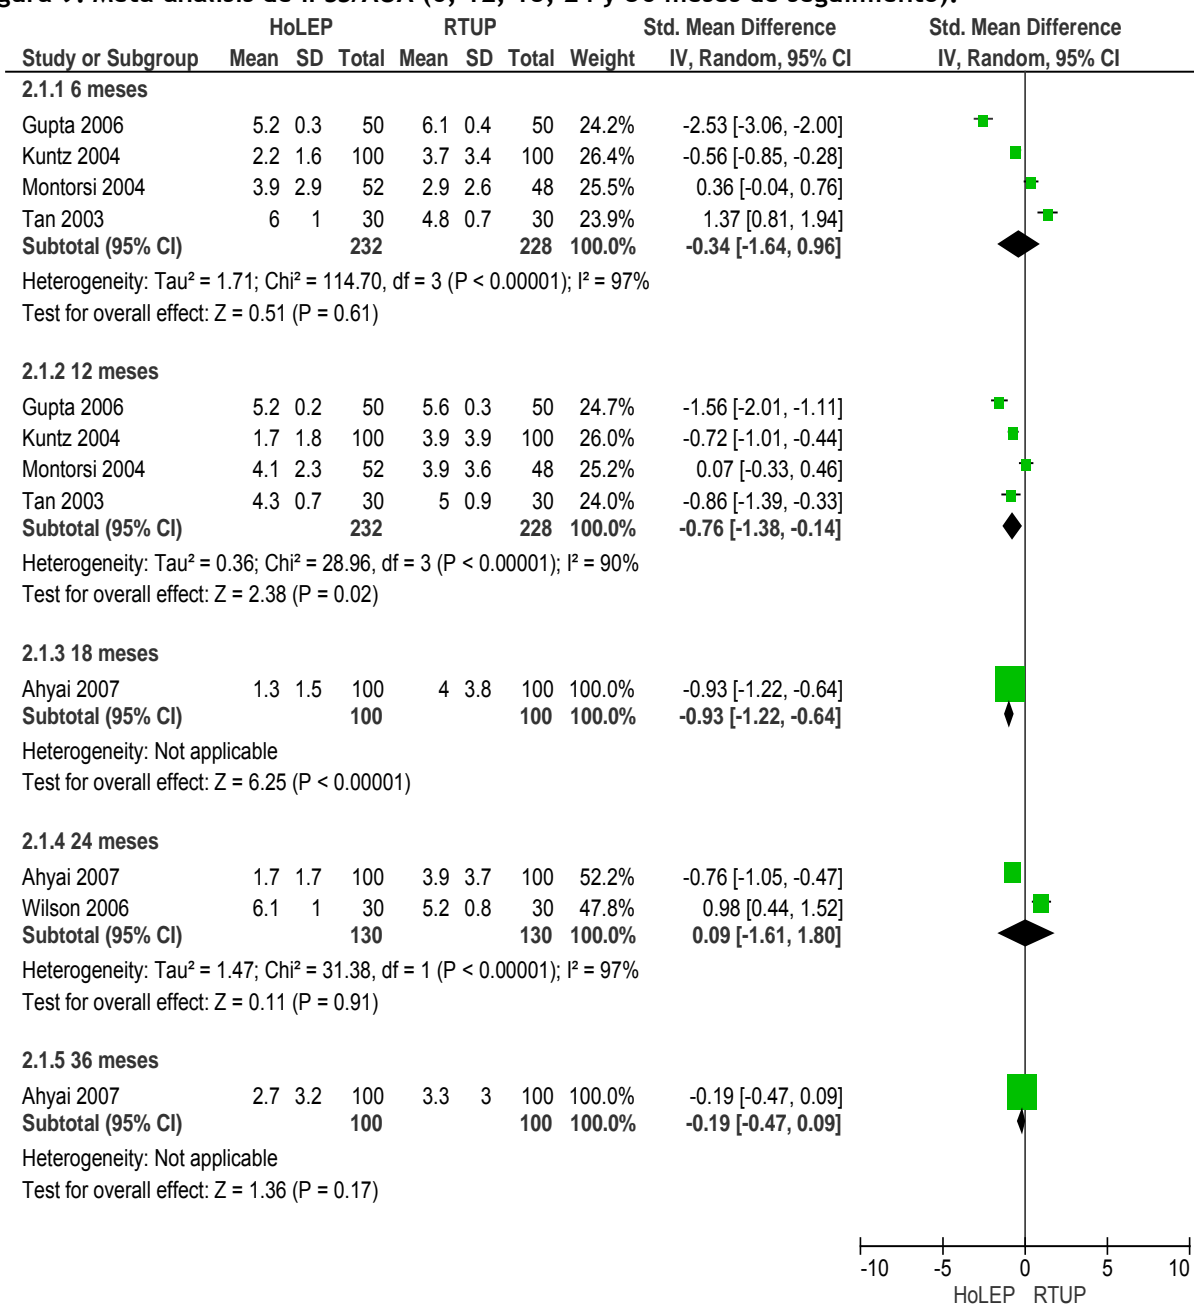 gura 9. Meta-análisis de IPSS/AUA (6, 12, 18, 24 y 36 meses de seguimiento).
HoLEP RTUP Std. Mean Difference Std. Mean Difference
Study or Subgroup Mean SD Total Mean SD Total Weight IV, Random, 95% CI IV, Random, 95% CI
2.1.1 6 meses
Gupta 2006 5.2 0.3 50 6.1 0.4 50 24.2% -2.53 [-3.06, -2.00]
Kuntz 2004 2.2 1.6 100 3.7 3.4 100 26.4% -0.56 [-0.85, -0.28]
Montorsi 2004 3.9 2.9 52 2.9 2.6 48 25.5% 0.36 [-0.04, 0.76]
Tan 2003 6 1 30 4.8 0.7 30 23.9% 1.37 [0.81, 1.94]
Subtotal (95% CI) 232 228 100.0% -0.34 [-1.64, 0.96]
Heterogeneity: Tau² = 1.71; Chi² = 114.70, df = 3 (P < 0.00001); I² = 97%
Test for overall effect: Z = 0.51 (P = 0.61)
2.1.2 12 meses
Gupta 2006 5.2 0.2 50 5.6 0.3 50 24.7% -1.56 [-2.01, -1.11]
Kuntz 2004 1.7 1.8 100 3.9 3.9 100 26.0% -0.72 [-1.01, -0.44]
Montorsi 2004 4.1 2.3 52 3.9 3.6 48 25.2% 0.07 [-0.33, 0.46]
Tan 2003 4.3 0.7 30 5 0.9 30 24.0% -0.86 [-1.39, -0.33]
Subtotal (95% CI) 232 228 100.0% -0.76 [-1.38, -0.14]
Heterogeneity: Tau² = 0.36; Chi² = 28.96, df = 3 (P < 0.00001); I² = 90%
Test for overall effect: Z = 2.38 (P = 0.02)
2.1.3 18 meses
Ahyai 2007 1.3 1.5 100 4 3.8 100 100.0% -0.93 [-1.22, -0.64]
Subtotal (95% CI) 100 100 100.0% -0.93 [-1.22, -0.64]
Heterogeneity: Not applicable
Test for overall effect: Z = 6.25 (P < 0.00001)
2.1.4 24 meses
Ahyai 2007 1.7 1.7 100 3.9 3.7 100 52.2% -0.76 [-1.05, -0.47]
Wilson 2006 6.1 1 30 5.2 0.8 30 47.8% 0.98 [0.44, 1.52]
Subtotal (95% CI) 130 130 100.0% 0.09 [-1.61, 1.80]
Heterogeneity: Tau² = 1.47; Chi² = 31.38, df = 1 (P < 0.00001); I² = 97%
Test for overall effect: Z = 0.11 (P = 0.91)
2.1.5 36 meses
Ahyai 2007 2.7 3.2 100 3.3 3 100 100.0% -0.19 [-0.47, 0.09]
Subtotal (95% CI) 100 100 100.0% -0.19 [-0.47, 0.09]
Heterogeneity: Not applicable
Test for overall effect: Z = 1.36 (P = 0.17)
-10 -5 0 5 10
HoLEP RTUP